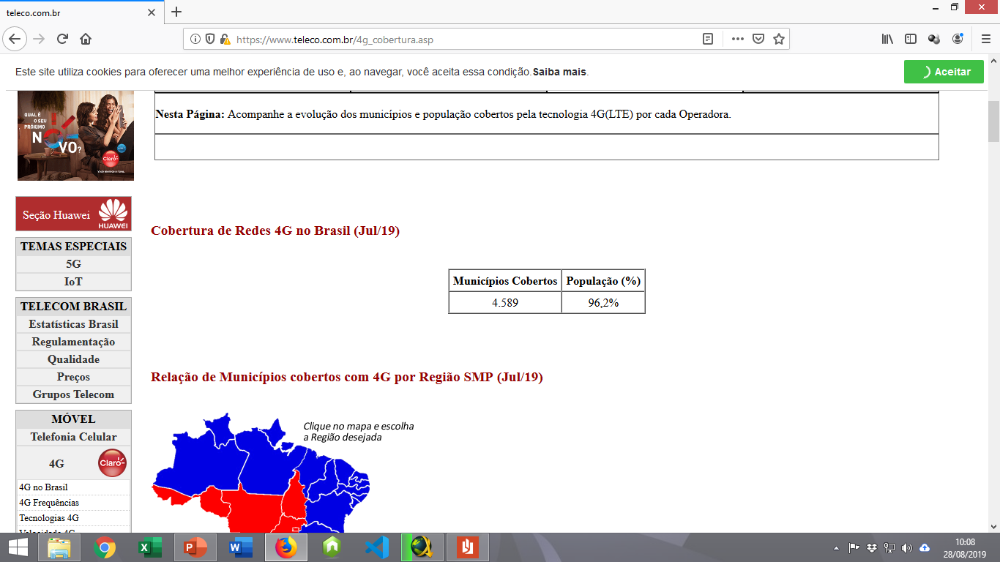 teleco.com.br
https://www.teleco.com.br/4g_cobertura.asp
Este site utiliza cookies para oferecer uma melhor experiência de uso e, ao navegar, você aceita essa condição.Saiba mais.
Aceitar
QUAL É
O SEU
PRÓXIMO
NOVO?
Claro
Nesta Página: Acompanhe a evolução dos municípios e população cobertos pela tecnologia 4G(LTE) por cada Operadora.
Seção Huawei
HUAWEI
TEMAS ESPECIAIS
5G
IoT
TELECOM BRASIL
Estatísticas Brasil
Regulamentação
Qualidade
Preços
Grupos Telecom
MÓVEL
Telefonia Celular
4G
Claro
4G no Brasil
4G Frequências
Tecnologias 4G
Velocidade 4G
Cobertura de Redes 4G no Brasil (Jul/19)
Municípios Cobertos População (%)
4.589 96,2%
Relação de Municípios cobertos com 4G por Região SMP (Jul/19)
Clique no mapa e escolha
a Região desejada
10:08
28/08/2019